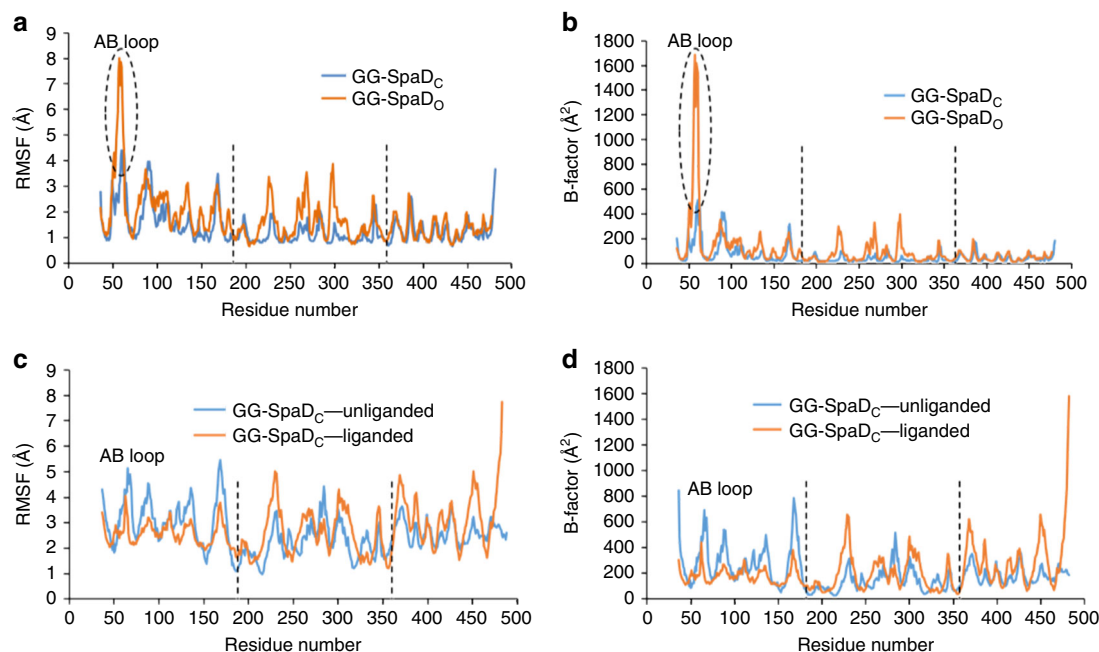 a
9
8
7
6
5
4
3
2
1
0
RMSF (Å)
AB loop
GG-SpaD_C
GG-SpaD_O
0 50 100 150 200 250 300 350 400 450 500
Residue number
b
1800
1600
1400
1200
1000
800
600
400
200
0
B-factor (Å²)
AB loop
GG-SpaD_C
GG-SpaD_O
0 50 100 150 200 250 300 350 400 450 500
Residue number
c
9
8
7
6
5
4
3
2
1
0
RMSF (Å)
GG-SpaD_C—unliganded
GG-SpaD_C—liganded
AB loop
0 50 100 150 200 250 300 350 400 450 500
Residue number
d
1800
1600
1400
1200
1000
800
600
400
200
0
B-factor (Å²)
GG-SpaD_C—unliganded
GG-SpaD_C—liganded
AB loop
0 50 100 150 200 250 300 350 400 450 500
Residue number